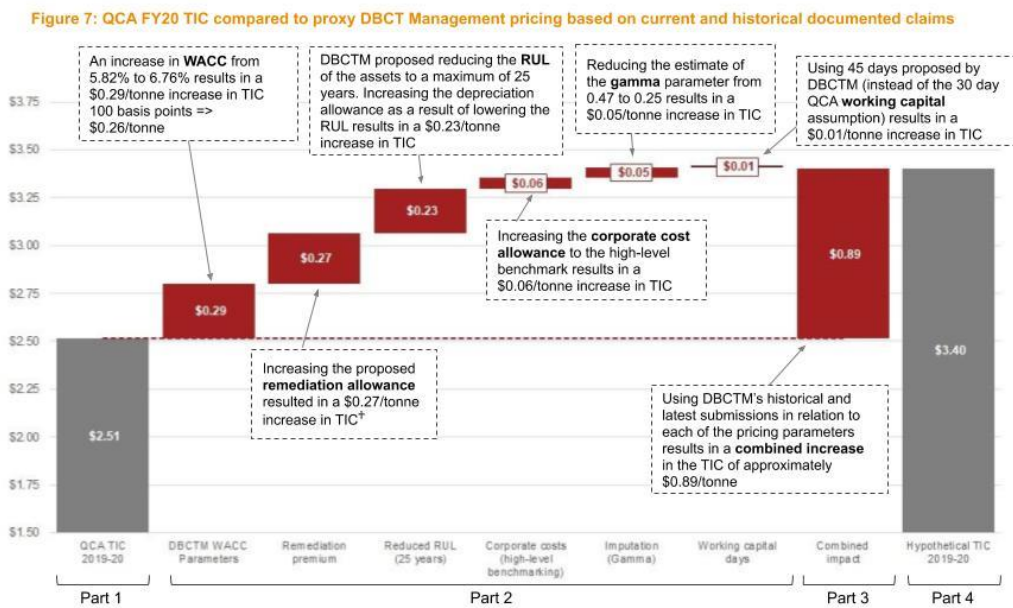 Figure 7: QCA FY20 TIC compared to proxy DBCT Management pricing based on current and historical documented claims
An increase in WACC from
5.82% to 6.76% results in a
$0.29/tonne increase in TIC
100 basis points =>
$0.26/tonne
DBCTM proposed reducing the RUL
of the assets to a maximum of 25
years. Increasing the depreciation
allowance as a result of lowering the
RUL results in a $0.23/tonne
increase in TIC
Reducing the estimate of
the gamma parameter from
0.47 to 0.25 results in a
$0.05/tonne increase in TIC
Using 45 days proposed by
DBCTM (instead of the 30 day
QCA working capital
assumption) results in a
$0.01/tonne increase in TIC
$3.75
$3.50
$3.25
$3.00
$2.75
$2.50
$2.25
$2.00
$1.75
$1.50
$2.51
$0.29
$0.27
$0.23
$0.06
$0.05
$0.01
$0.89
$3.40
Increasing the corporate cost
allowance to the high-level
benchmark results in a
$0.06/tonne increase in TIC
Increasing the proposed
remediation allowance
resulted in a $0.27/tonne
increase in TIC†
Using DBCTM's historical and
latest submissions in relation to
each of the pricing parameters
results in a combined increase
in the TIC of approximately
$0.89/tonne
QCA TIC
2019-20
DBCTM WACC
Parameters
Remediation
premium
Reduced RUL
(25 years)
Corporate costs
(high-level
benchmarking)
Imputation
(Gamma)
Working capital
days
Combined
impact
Hypothetical TIC
2019-20
Part 1
Part 2
Part 3
Part 4